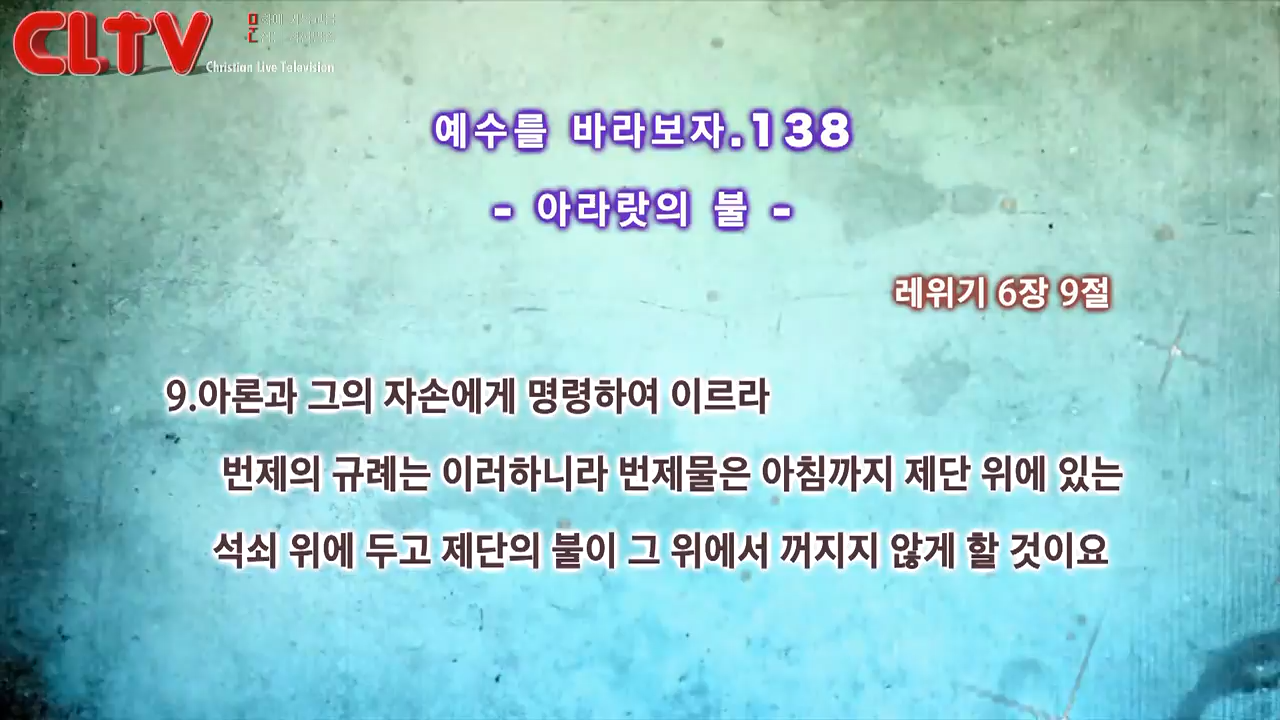 CLTV
Christian Live Television
예수를 바라보자.138
- 아라랏의 불 -
레위기 6장 9절
9.아론과 그의 자손에게 명령하여 이르라
번제의 규례는 이러하니라 번제물은 아침까지 제단 위에 있는
석쇠 위에 두고 제단의 불이 그 위에서 꺼지지 않게 할 것이요